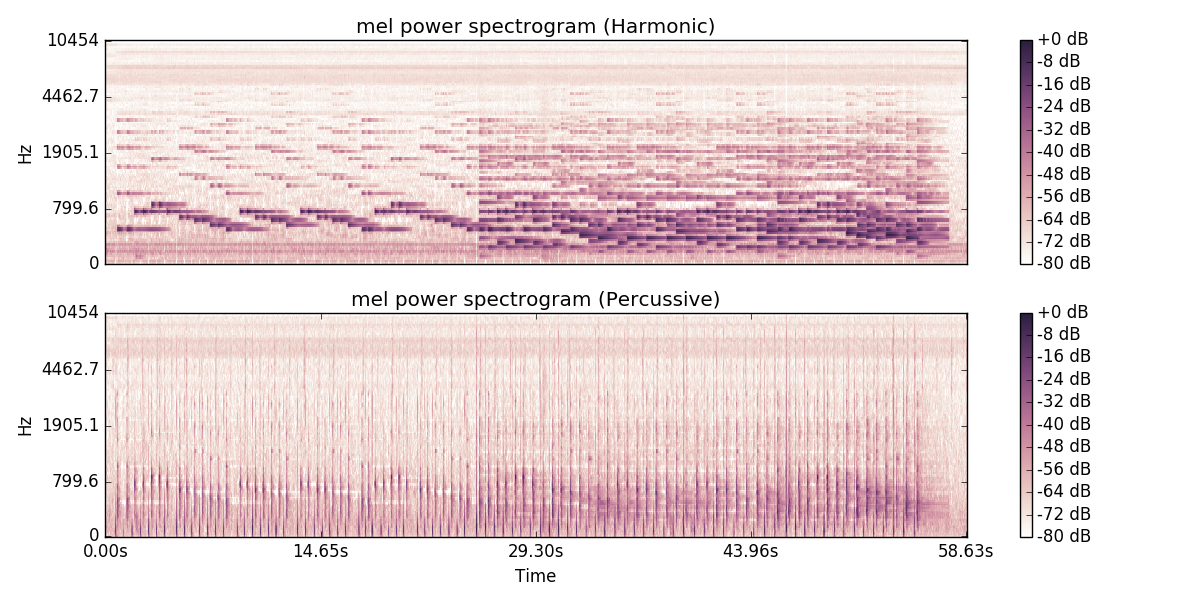 mel power spectrogram (Harmonic)
10454
4462.7
1905.1
799.6
0
Hz
+0 dB
-8 dB
-16 dB
-24 dB
-32 dB
-40 dB
-48 dB
-56 dB
-64 dB
-72 dB
-80 dB
mel power spectrogram (Percussive)
10454
4462.7
1905.1
799.6
0
Hz
0.00s 14.65s 29.30s 43.96s 58.63s
Time
+0 dB
-8 dB
-16 dB
-24 dB
-32 dB
-40 dB
-48 dB
-56 dB
-64 dB
-72 dB
-80 dB